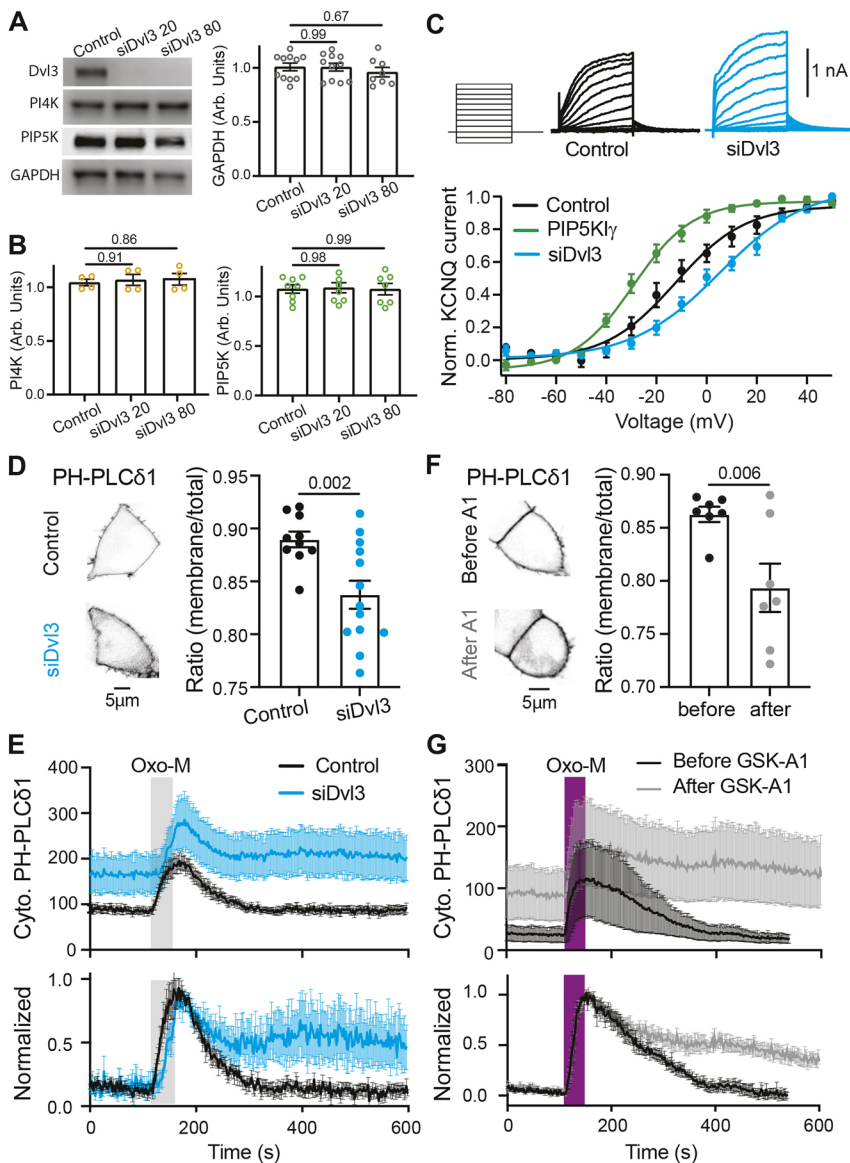 A
Control
siDvl3 20
siDvl3 80
Dvl3
PI4K
PIP5K
GAPDH
0.67
0.99
GAPDH (Arb. Units)
1.0
0.0
Control
siDvl3 20
siDvl3 80
B
0.86
0.91
PI4K (Arb. Units)
1.0
0.0
Control
siDvl3 20
siDvl3 80
0.99
0.98
PIP5K (Arb. Units)
1.0
0.0
Control
siDvl3 20
siDvl3 80
C
1 nA
Control
siDvl3
Norm. KCNQ current
1.0
0.8
0.6
0.4
0.2
0.0
Control
PIP5KIγ
siDvl3
-80 -60 -40 -20 0 20 40
Voltage (mV)
D
PH-PLCδ1
Control
siDvl3
5µm
Ratio (membrane/total)
0.95
0.90
0.85
0.80
0.75
0.002
Control
siDvl3
F
PH-PLCδ1
Before A1
After A1
5µm
Ratio (membrane/total)
0.90
0.85
0.80
0.75
0.70
0.006
before
after
E
Oxo-M
Control
siDvl3
Cyto. PH-PLCδ1
400
300
200
100
0
Normalized
1.0
0.5
0.0
0 200 400 600
Time (s)
G
Oxo-M
Before GSK-A1
After GSK-A1
Cyto. PH-PLCδ1
300
200
100
0
Normalized
1.0
0.5
0.0
0 200 400 600
Time (s)